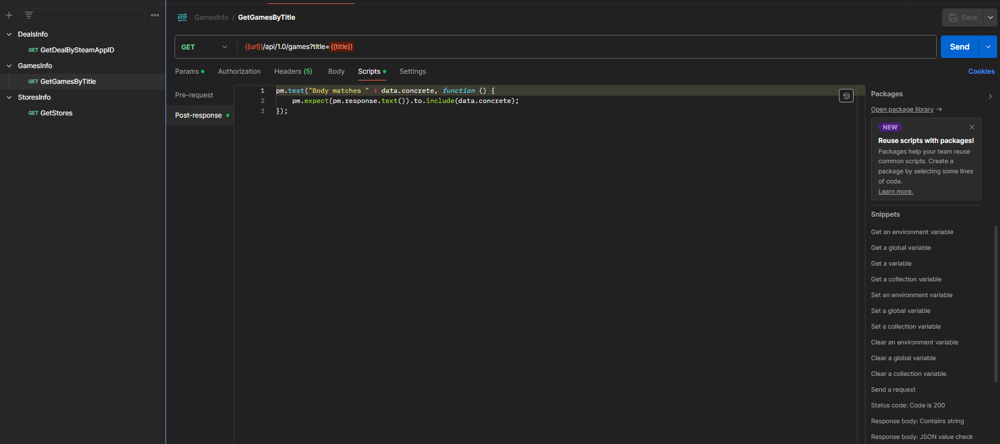 DealsInfo
GET GetDealBySteamAppID
GamesInfo
GET GetGamesByTitle
StoresInfo
GET GetStores
HTTP GamesInfo / GetGamesByTitle
Save
GET {{url}}/api/1.0/games?title={{title}}
Send
Params Authorization Headers (5) Body Scripts Settings
Cookies
Pre-request
Post-response
1 pm.test("Body matches " + data.concrete, function () {
2 pm.expect(pm.response.text()).to.include(data.concrete);
3 });
Packages
Open package library →
NEW
Reuse scripts with packages!
Packages help your team reuse
common scripts. Create a
package by selecting some lines
of code.
Learn more.
Snippets
Get an environment variable
Get a global variable
Get a variable
Get a collection variable
Set an environment variable
Set a global variable
Set a collection variable
Clear an environment variable
Clear a global variable
Clear a collection variable
Send a request
Status code: Code is 200
Response body: Contains string
Response body: JSON value check